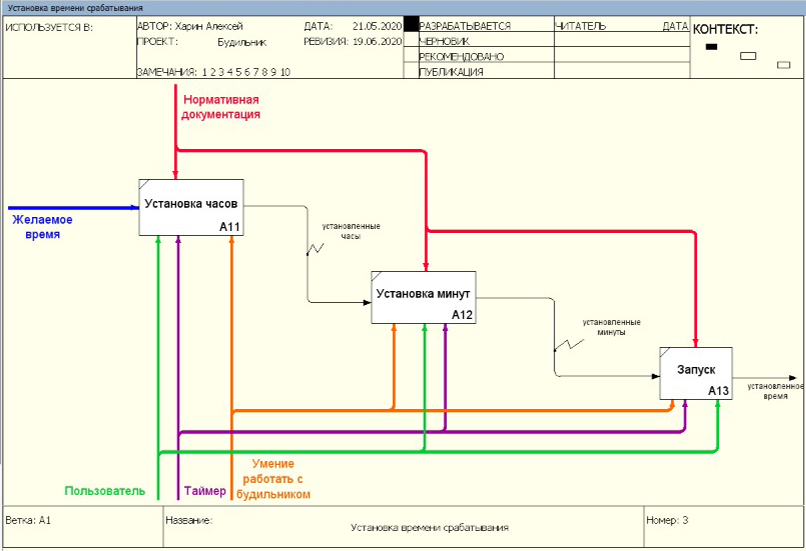 Установка времени срабатывания
ИСПОЛЬЗУЕТСЯ В:
АВТОР: Харин Алексей
ДАТА: 21.05.2020
ПРОЕКТ: Будильник
РЕВИЗИЯ: 19.06.2020
ЗАМЕЧАНИЯ: 1 2 3 4 5 6 7 8 9 10
РАЗРАБАТЫВАЕТСЯ
ЧЕРНОВИК
РЕКОМЕНДОВАНО
ПУБЛИКАЦИЯ
ЧИТАТЕЛЬ
ДАТА
КОНТЕКСТ:
Нормативная
документация
Желаемое
время
Установка часов
A11
установленные
часы
Установка минут
A12
установленные
минуты
Запуск
A13
установленное
время
Пользователь
Таймер
Умение
работать с
будильником
Ветка: A1
Название:
Установка времени срабатывания
Номер: 3